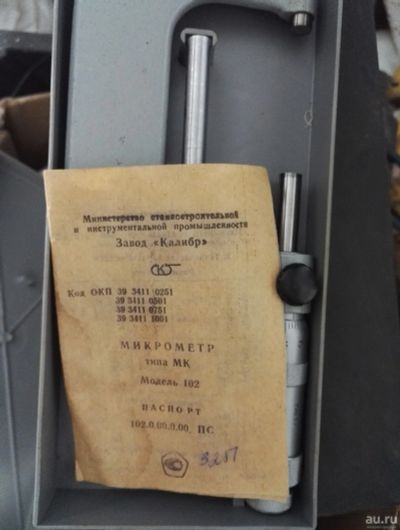 Министерство станкостроительной
и инструментальной промышленности
Завод «Калибр»
Код ОКП 39 3411 0251
39 3411 0501
39 3411 0751
39 3411 1001
МИКРОМЕТР
типа МК
Модель 102
ПАСПОРТ
102.0.00.0.00. ПС
au.ru